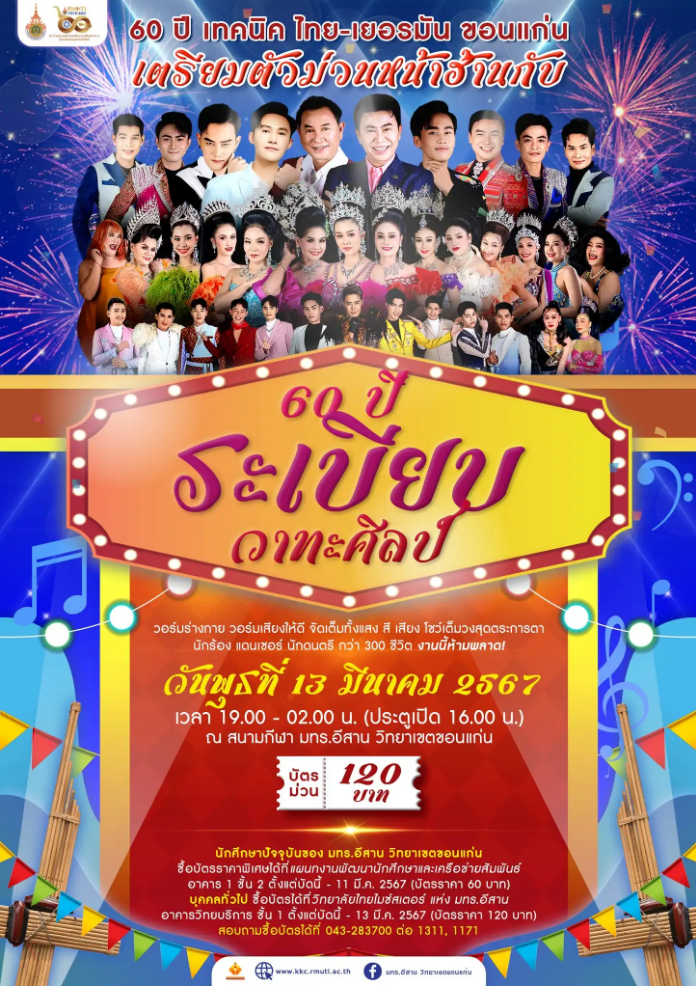 60 ปี เทคนิค ไทย-เยอรมัน ขอนแก่น
เตรียมตัวม่วนหน้าฮ้านกับ
60 ปี
ระเบียบ
วาทะศิลป์
วอร์มร่างกาย วอร์มเสียงให้ดี จัดเต็มทั้งแสง สี เสียง โชว์เต็มวงสุดตระการตา
นักร้อง แดนเซอร์ นักดนตรี กว่า 300 ชีวิต งานนี้ห้ามพลาด!
วันพุธที่ 13 มีนาคม 2567
เวลา 19.00 - 02.00 น. (ประตูเปิด 16.00 น.)
ณ สนามกีฬา มทร.อีสาน วิทยาเขตขอนแก่น
บัตร
ม่วน
120
บาท
นักศึกษาปัจจุบันของ มทร.อีสาน วิทยาเขตขอนแก่น
ซื้อบัตรราคาพิเศษได้ที่แผนกงานพัฒนานักศึกษาและเครือข่ายสัมพันธ์
อาคาร 1 ชั้น 2 ตั้งแต่บัดนี้ - 11 มี.ค. 2567 (บัตรราคา 60 บาท)
บุคคลทั่วไป ซื้อบัตรได้ที่วิทยาลัยไทยไมซ์สเตอร์ แห่ง มทร.อีสาน
อาคารวิทยบริการ ชั้น 1 ตั้งแต่บัดนี้ - 13 มี.ค. 2567 (บัตรราคา 120 บาท)
สอบถามซื้อบัตรได้ที่ 043-283700 ต่อ 1311, 1171
www.kkc.rmuti.ac.th
มทร.อีสาน วิทยาเขตขอนแก่น